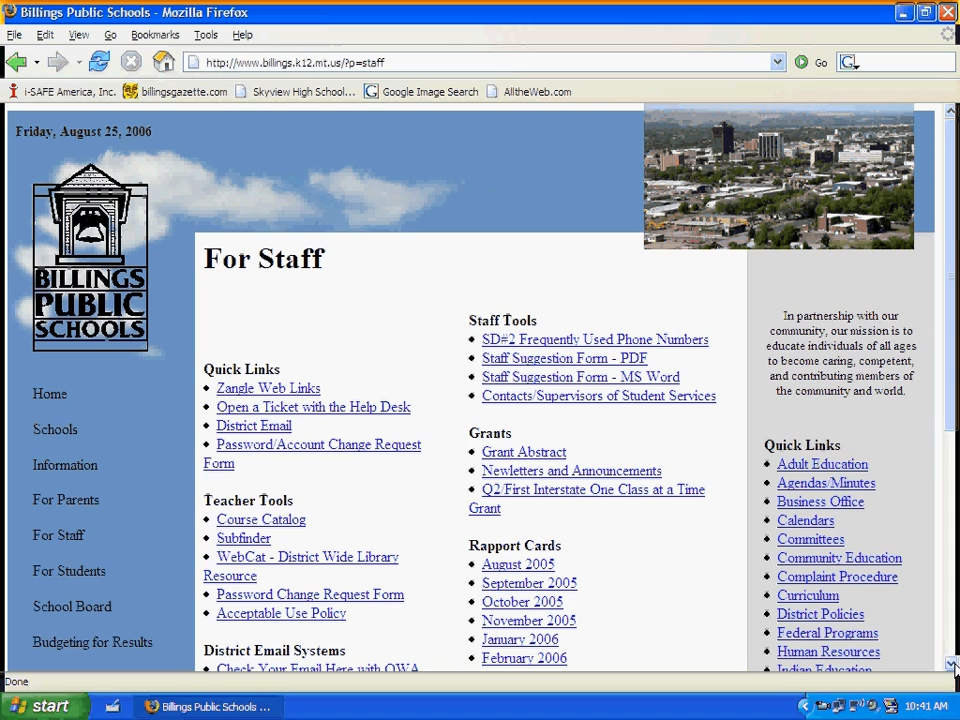 Billings Public Schools - Mozilla Firefox
File Edit View Go Bookmarks Tools Help
http://www.billings.k12.mt.us/?p=staff Go
i-SAFE America, Inc. billingsgazette.com Skyview High School... Google Image Search AlltheWeb.com
Friday, August 25, 2006
BILLINGS
PUBLIC
SCHOOLS
Home
Schools
Information
For Parents
For Staff
For Students
School Board
Budgeting for Results
For Staff
Quick Links
Zangle Web Links
Open a Ticket with the Help Desk
District Email
Password/Account Change Request
Form
Teacher Tools
Course Catalog
Subfinder
WebCat - District Wide Library
Resource
Password Change Request Form
Acceptable Use Policy
District Email Systems
Check Your Email Here with OWA
Staff Tools
SD#2 Frequently Used Phone Numbers
Staff Suggestion Form - PDF
Staff Suggestion Form - MS Word
Contacts/Supervisors of Student Services
Grants
Grant Abstract
Newletters and Announcements
Q2/First Interstate One Class at a Time
Grant
Rapport Cards
August 2005
September 2005
October 2005
November 2005
January 2006
February 2006
In partnership with our
community, our mission is to
educate individuals of all ages
to become caring, competent,
and contributing members of
the community and world.
Quick Links
Adult Education
Agendas/Minutes
Business Office
Calendars
Committees
Community Education
Complaint Procedure
Curriculum
District Policies
Federal Programs
Human Resources
Indian Education
Done
start Billings Public Schools ... 10:41 AM